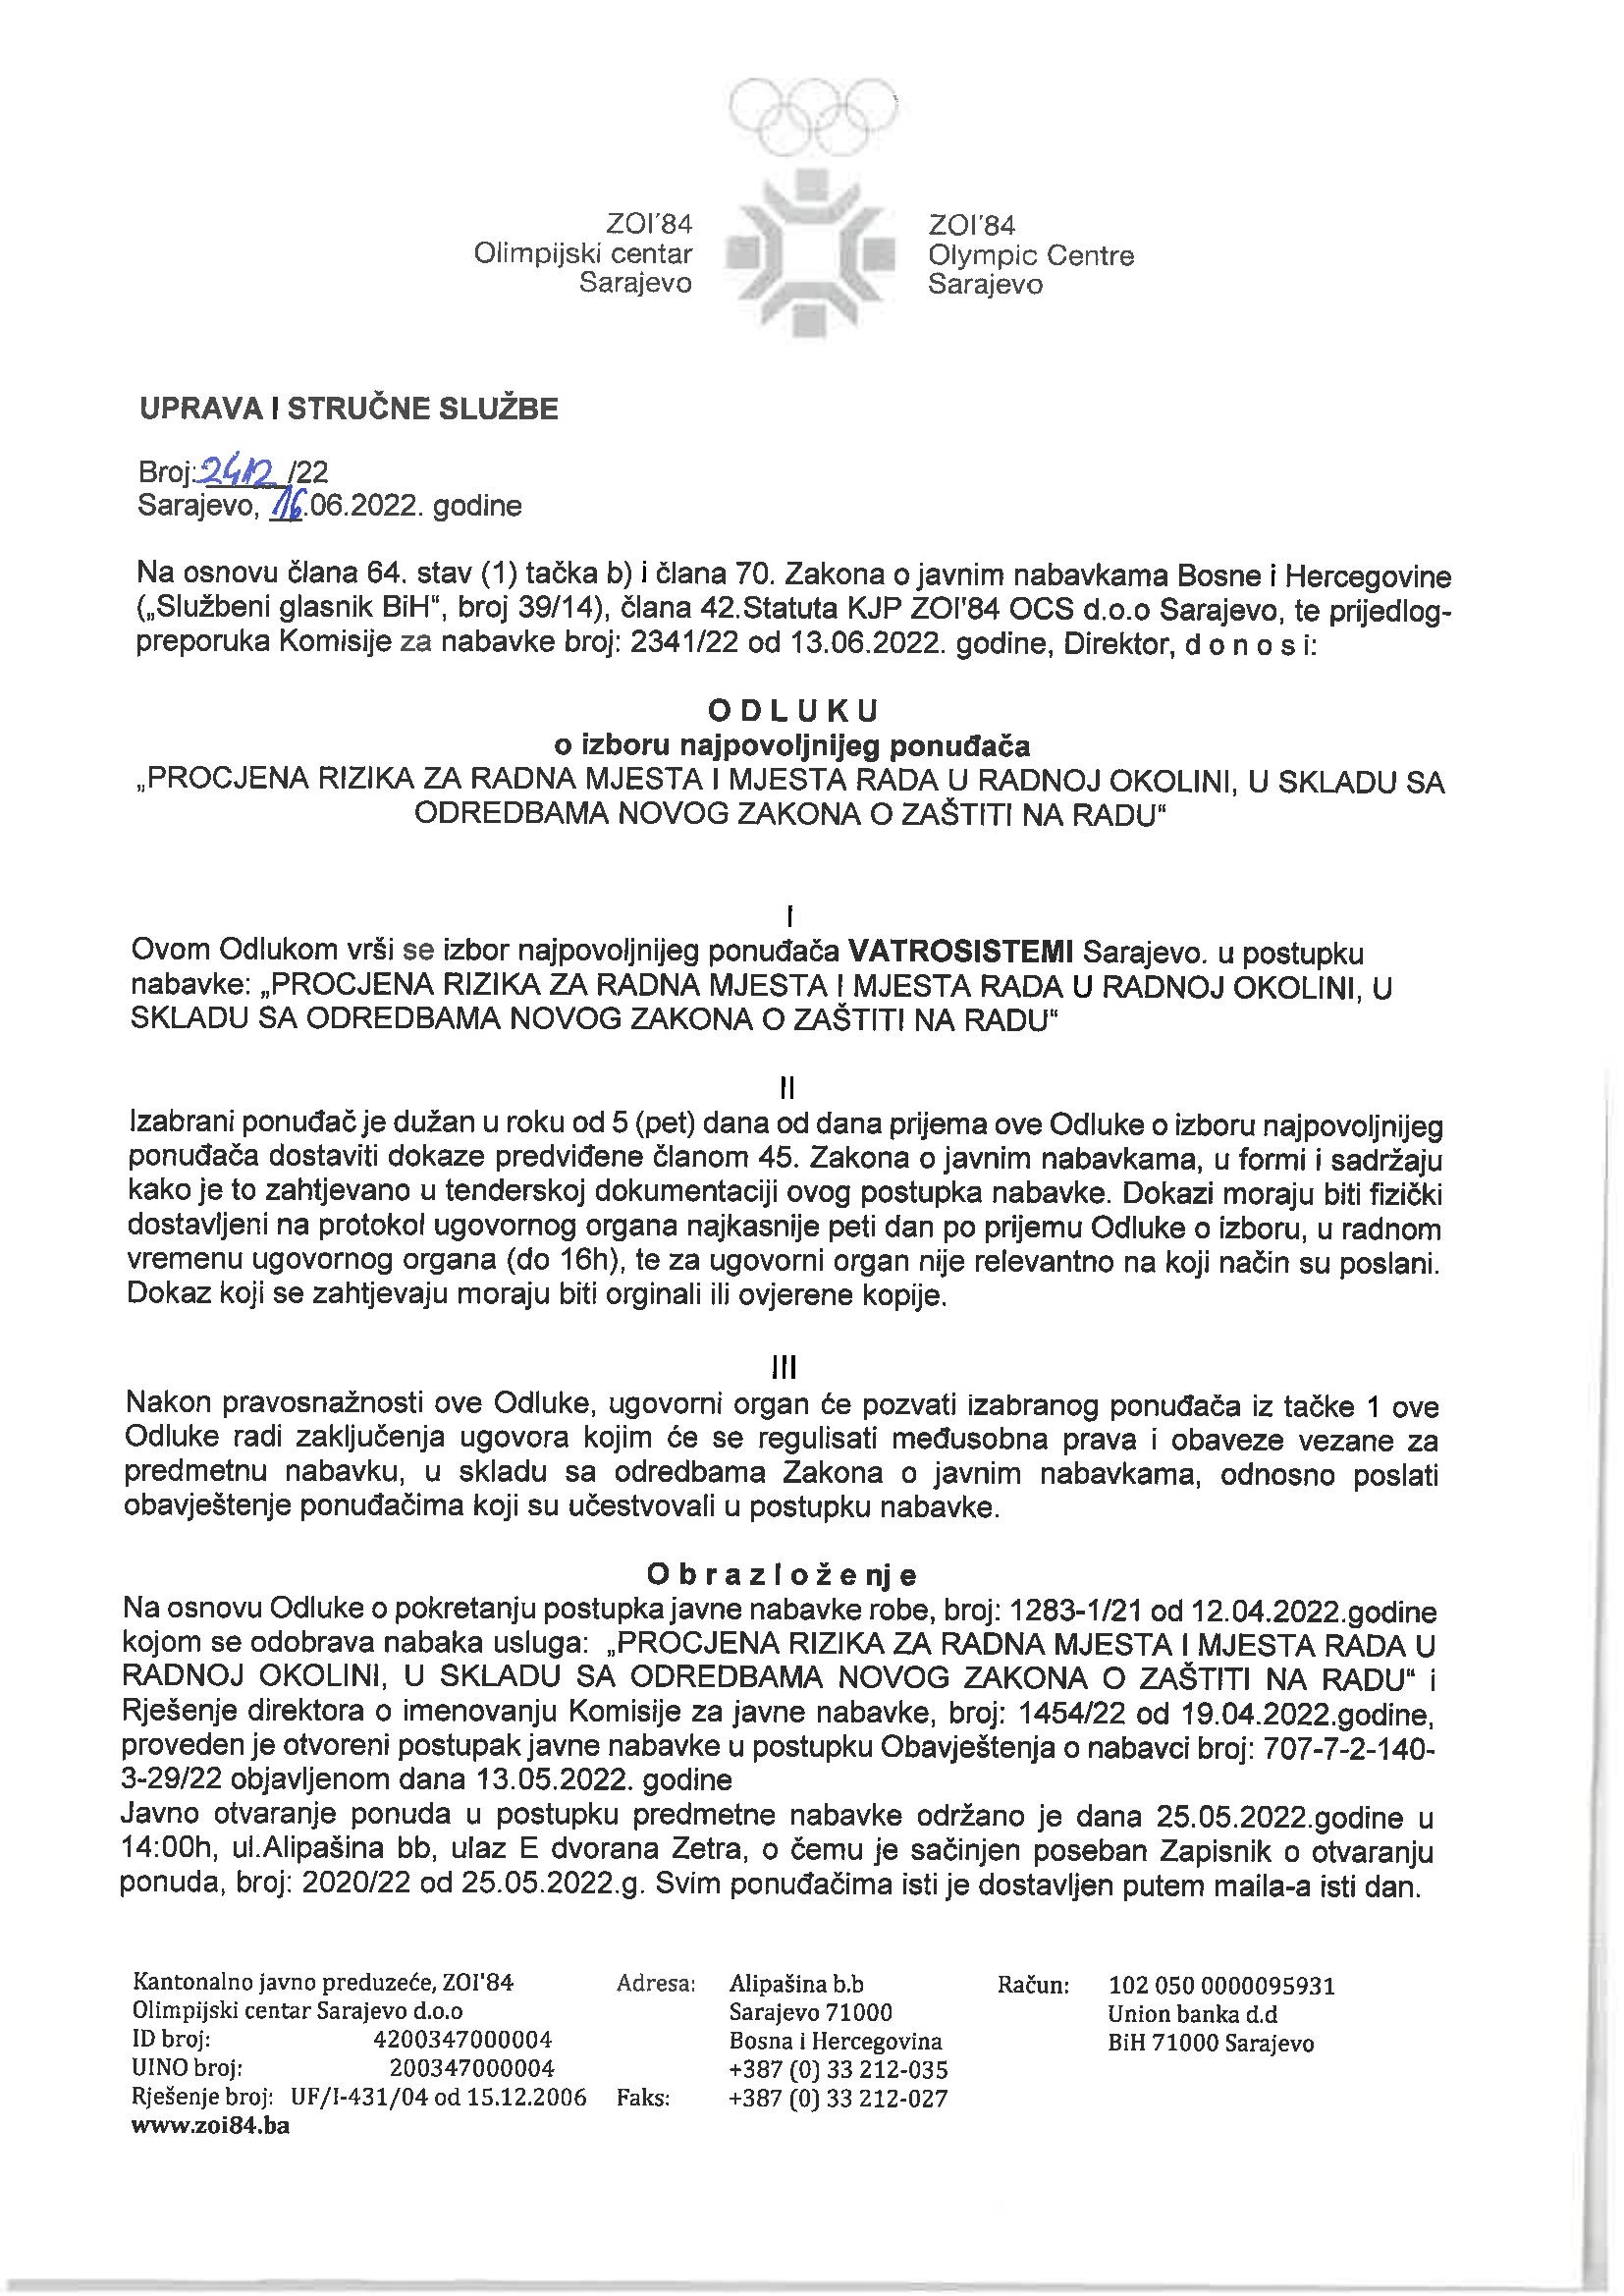 ZOI'84
Olimpijski centar
Sarajevo
ZOI'84
Olympic Centre
Sarajevo
UPRAVA I STRUČNE SLUŽBE
Broj: 2412 /22
Sarajevo, 16.06.2022. godine
Na osnovu člana 64. stav (1) tačka b) i člana 70. Zakona o javnim nabavkama Bosne i Hercegovine
(„Službeni glasnik BiH“, broj 39/14), člana 42.Statuta KJP ZOI'84 OCS d.o.o Sarajevo, te prijedlog-
preporuka Komisije za nabavke broj: 2341/22 od 13.06.2022. godine, Direktor, d o n o s i:
O D L U K U
o izboru najpovoljnijeg ponuđača
„PROCJENA RIZIKA ZA RADNA MJESTA I MJESTA RADA U RADNOJ OKOLINI, U SKLADU SA
ODREDBAMA NOVOG ZAKONA O ZAŠTITI NA RADU“
I
Ovom Odlukom vrši se izbor najpovoljnijeg ponuđača VATROSISTEMI Sarajevo. u postupku
nabavke: „PROCJENA RIZIKA ZA RADNA MJESTA I MJESTA RADA U RADNOJ OKOLINI, U
SKLADU SA ODREDBAMA NOVOG ZAKONA O ZAŠTITI NA RADU“
II
Izabrani ponuđač je dužan u roku od 5 (pet) dana od dana prijema ove Odluke o izboru najpovoljnijeg
ponuđača dostaviti dokaze predviđene članom 45. Zakona o javnim nabavkama, u formi i sadržaju
kako je to zahtjevano u tenderskoj dokumentaciji ovog postupka nabavke. Dokazi moraju biti fizički
dostavljeni na protokol ugovornog organa najkasnije peti dan po prijemu Odluke o izboru, u radnom
vremenu ugovornog organa (do 16h), te za ugovorni organ nije relevantno na koji način su poslani.
Dokaz koji se zahtjevaju moraju biti orginali ili ovjerene kopije.
III
Nakon pravosnažnosti ove Odluke, ugovorni organ će pozvati izabranog ponuđača iz tačke 1 ove
Odluke radi zaključenja ugovora kojim će se regulisati međusobna prava i obaveze vezane za
predmetnu nabavku, u skladu sa odredbama Zakona o javnim nabavkama, odnosno poslati
obavještenje ponuđačima koji su učestvovali u postupku nabavke.
O b r a z l o ž e nj e
Na osnovu Odluke o pokretanju postupka javne nabavke robe, broj: 1283-1/21 od 12.04.2022.godine
kojom se odobrava nabaka usluga: „PROCJENA RIZIKA ZA RADNA MJESTA I MJESTA RADA U
RADNOJ OKOLINI, U SKLADU SA ODREDBAMA NOVOG ZAKONA O ZAŠTITI NA RADU“ i
Rješenje direktora o imenovanju Komisije za javne nabavke, broj: 1454/22 od 19.04.2022.godine,
proveden je otvoreni postupak javne nabavke u postupku Obavještenja o nabavci broj: 707-7-2-140-
3-29/22 objavljenom dana 13.05.2022. godine
Javno otvaranje ponuda u postupku predmetne nabavke održano je dana 25.05.2022.godine u
14:00h, ul.Alipašina bb, ulaz E dvorana Zetra, o čemu je sačinjen poseban Zapisnik o otvaranju
ponuda, broj: 2020/22 od 25.05.2022.g. Svim ponuđačima isti je dostavljen putem maila-a isti dan.
Kantonalno javno preduzeće, ZOI'84 Adresa: Alipašina b.b Račun: 102 050 0000095931
Olimpijski centar Sarajevo d.o.o Sarajevo 71000 Union banka d.d
ID broj: 4200347000004 Bosna i Hercegovina BiH 71000 Sarajevo
UINO broj: 200347000004 +387 (0) 33 212-035
Rješenje broj: UF/I-431/04 od 15.12.2006 Faks: +387 (0) 33 212-027
www.zoi84.ba